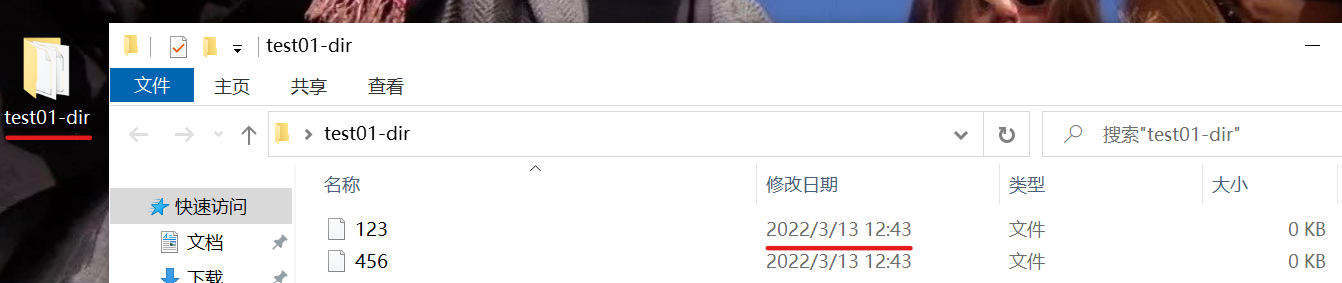 test01-dir
test01-dir
文件 主页 共享 查看
test01-dir
搜索"test01-dir"
名称 修改日期 类型 大小
快速访问
文档
下载
123 2022/3/13 12:43 文件 0 KB
456 2022/3/13 12:43 文件 0 KB